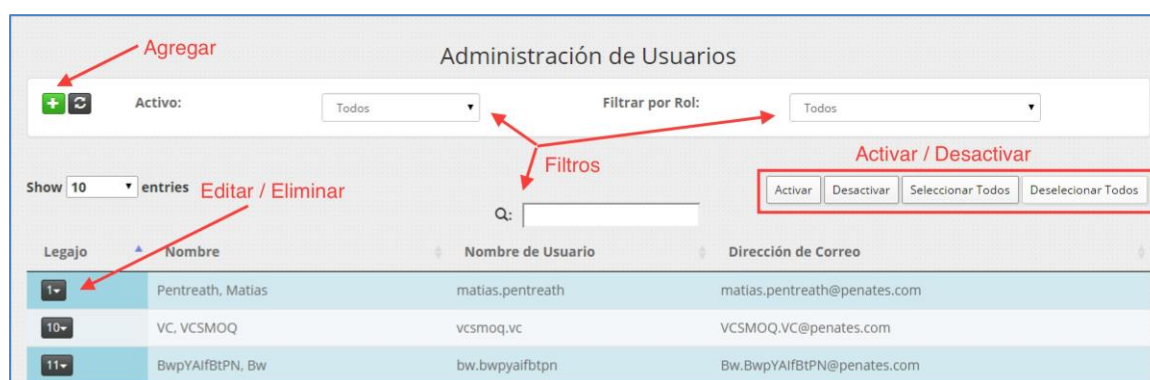 Agregar
Administración de Usuarios
Activo: Todos Filtrar por Rol: Todos
Filtros
Activar / Desactivar
Show 10 entries Editar / Eliminar
Activar Desactivar Seleccionar Todos Deselecionar Todos
Q:
Legajo Nombre Nombre de Usuario Dirección de Correo
1 Pentreath, Matias matias.pentreath matias.pentreath@penates.com
10 VC, VCSMOQ vcsmoq.vc VCSMOQ.VC@penates.com
11 BwpYAIfBtPN, Bw bw.bwpyaifbtpn Bw.BwpYAIfBtPN@penates.com